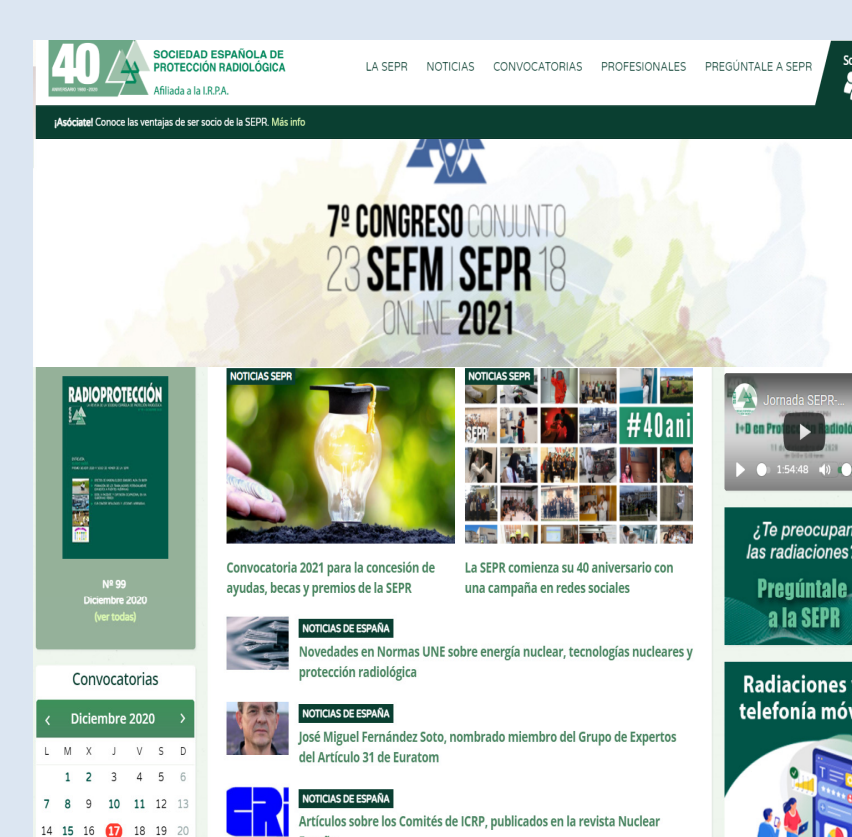 40
ANIVERSARIO 1980 - 2020
SOCIEDAD ESPAÑOLA DE
PROTECCIÓN RADIOLÓGICA
Afiliada a la I.R.P.A.
LA SEPR NOTICIAS CONVOCATORIAS PROFESIONALES PREGÚNTALE A SEPR
¡Asóciate! Conoce las ventajas de ser socio de la SEPR. Más info
7º CONGRESO CONJUNTO
23 SEFM | SEPR 18
ONLINE 2021
RADIOPROTECCIÓN
Nº 99
Diciembre 2020
(ver todas)
Convocatorias
‹ Diciembre 2020 ›
L M X J V S D
1 2 3 4 5 6
7 8 9 10 11 12 13
14 15 16 17 18 19 20
NOTICIAS SEPR
Convocatoria 2021 para la concesión de
ayudas, becas y premios de la SEPR
NOTICIAS SEPR
SEPR
#40ani
La SEPR comienza su 40 aniversario con
una campaña en redes sociales
NOTICIAS DE ESPAÑA
Novedades en Normas UNE sobre energía nuclear, tecnologías nucleares y
protección radiológica
NOTICIAS DE ESPAÑA
José Miguel Fernández Soto, nombrado miembro del Grupo de Expertos
del Artículo 31 de Euratom
NOTICIAS DE ESPAÑA
Artículos sobre los Comités de ICRP, publicados en la revista Nuclear
Jornada SEPR-...
I+D en Prote
1:54:48
¿Te preocupan
las radiaciones?
Pregúntale
a la SEPR
Radiaciones
telefonía